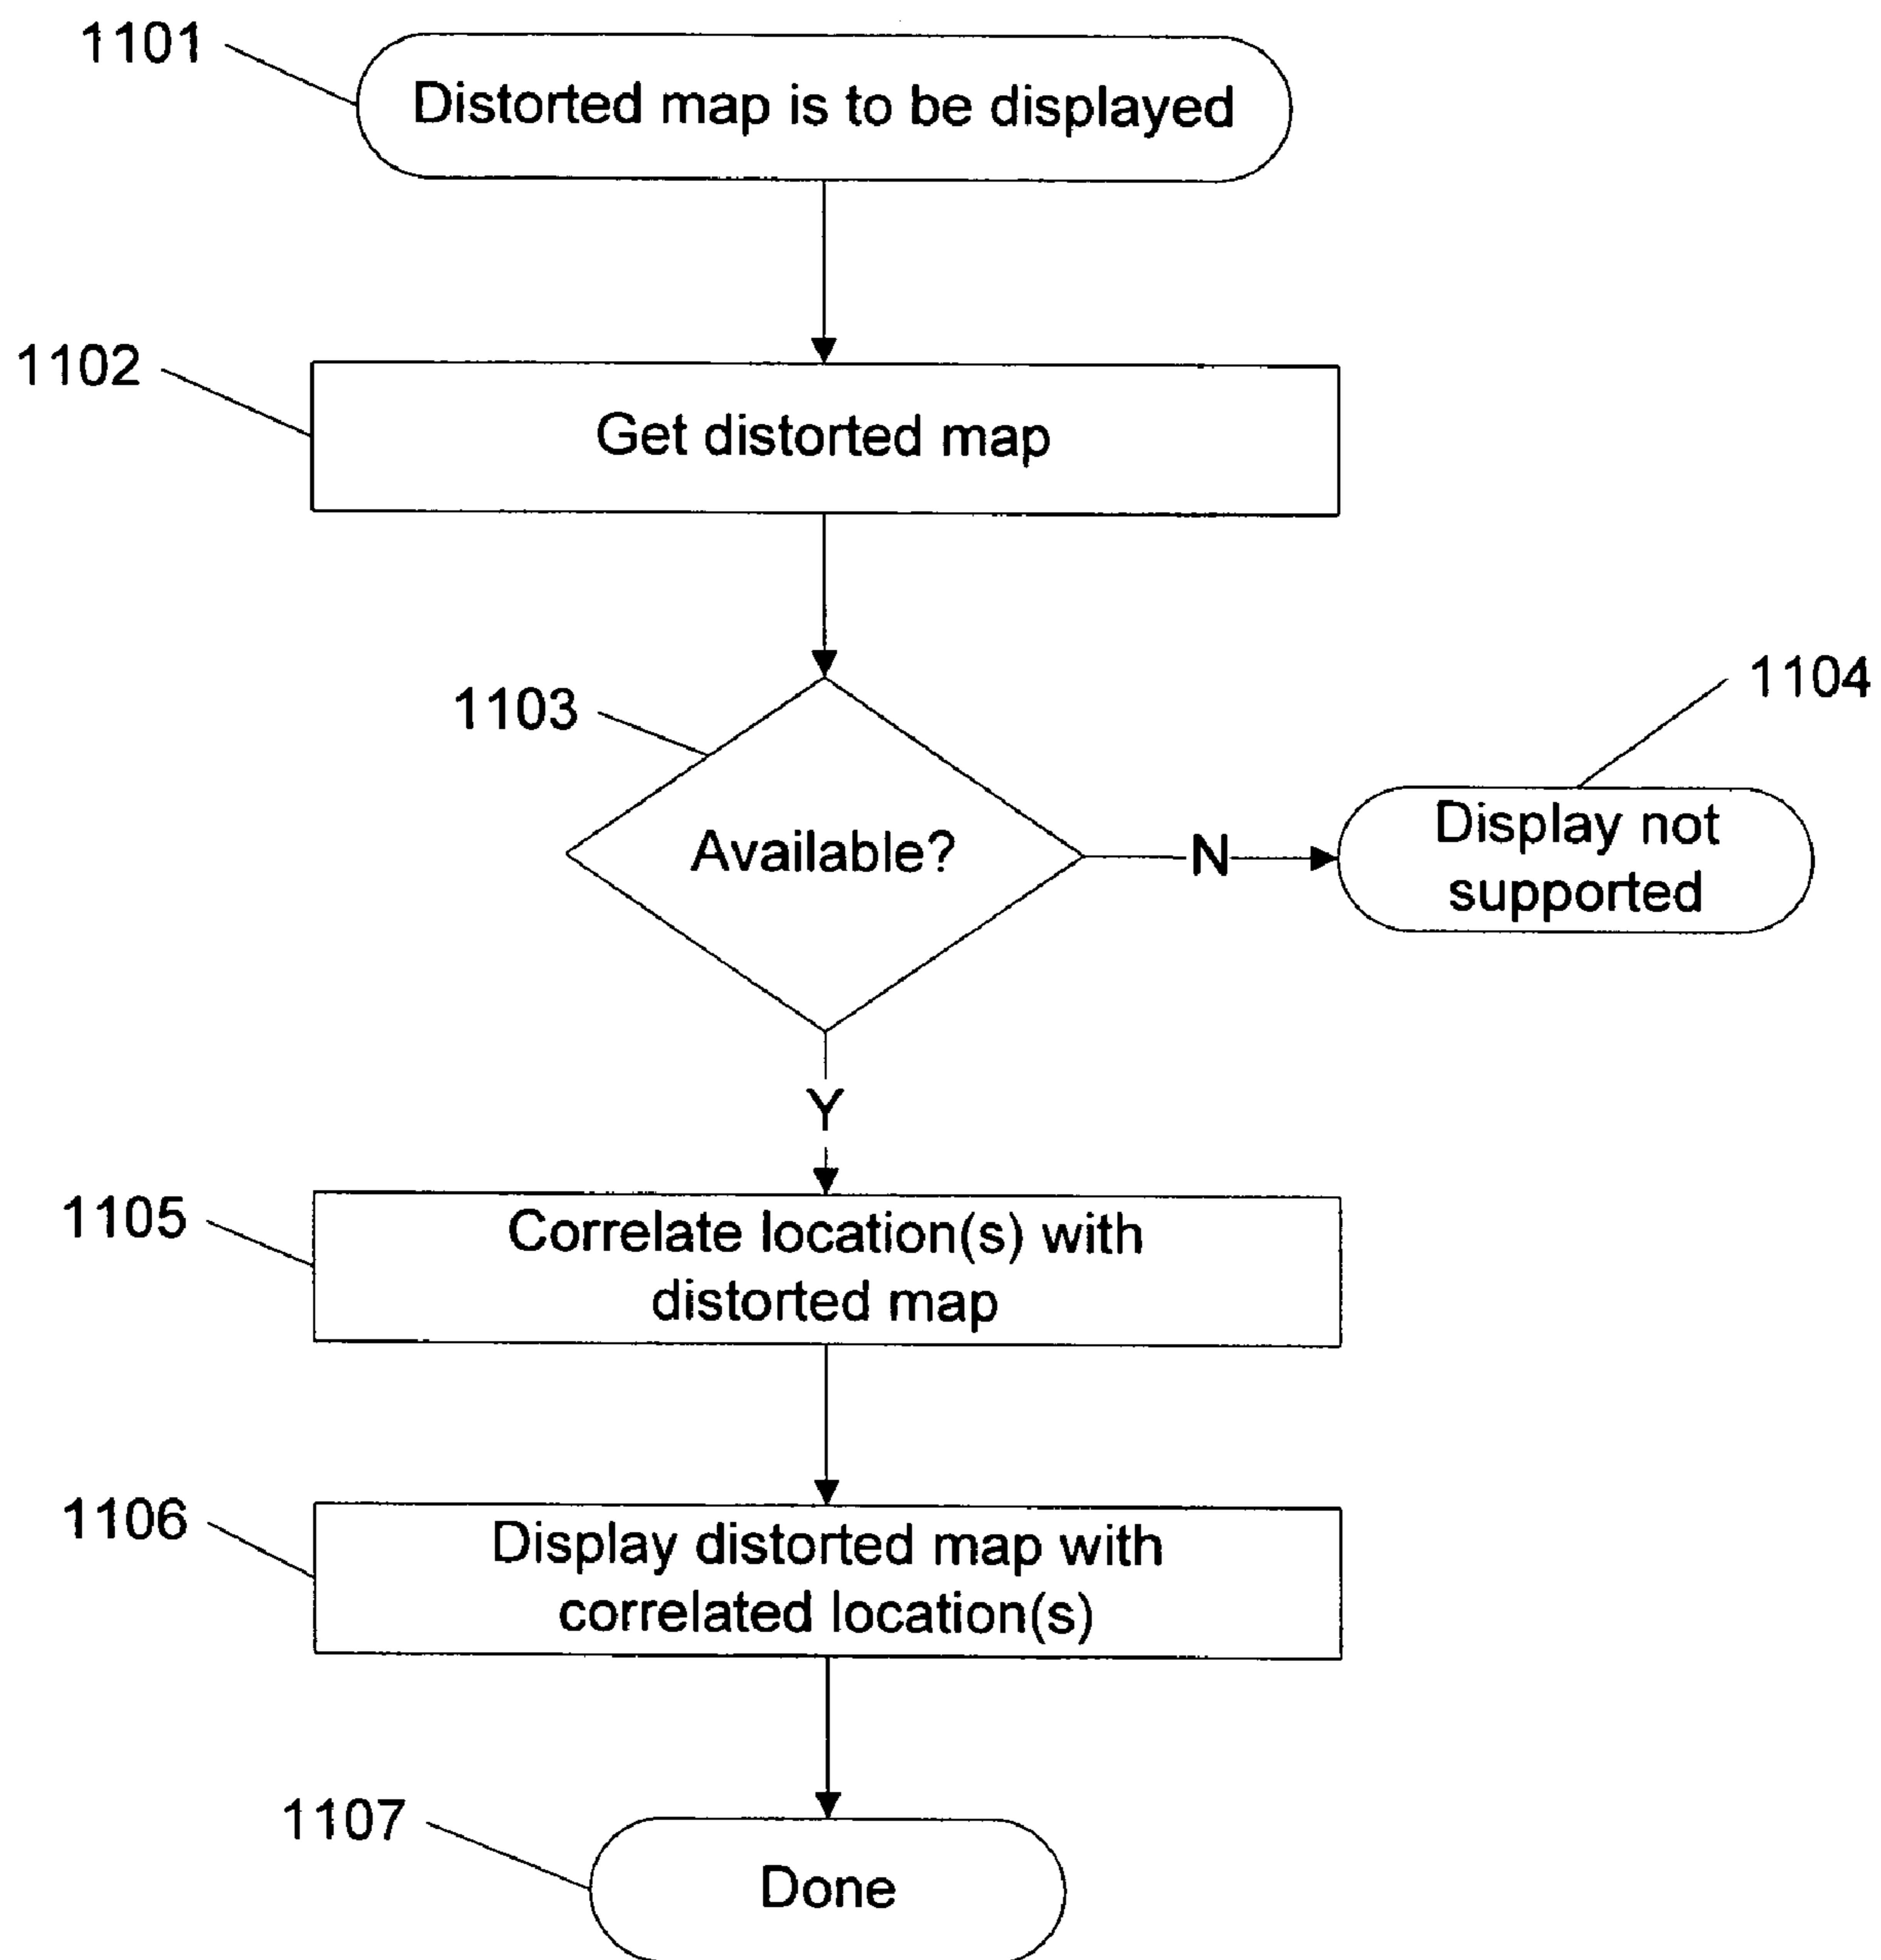 1101
Distorted map is to be displayed
1102
Get distorted map
1103
Available?
N
1104
Display not
supported
Y
1105
Correlate location(s) with
distorted map
1106
Display distorted map with
correlated location(s)
1107
Done